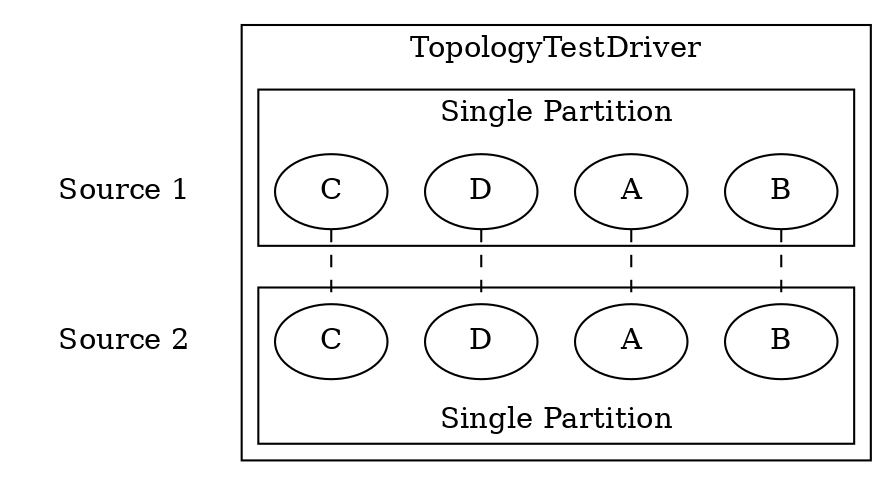 TopologyTestDriver
Single Partition
Source 1 C D A B
Source 2 C D A B
Single Partition